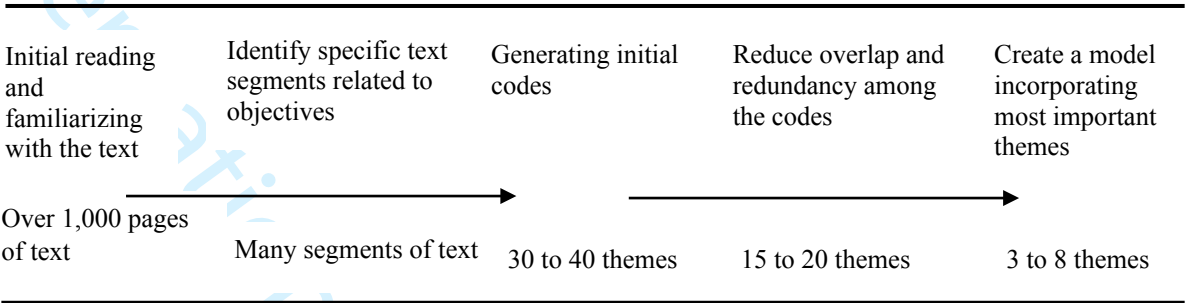 Initial reading
and
familiarizing
with the text
Identify specific text
segments related to
objectives
Generating initial
codes
Reduce overlap and
redundancy among
the codes
Create a model
incorporating
most important
themes
Over 1,000 pages
of text
Many segments of text
30 to 40 themes
15 to 20 themes
3 to 8 themes